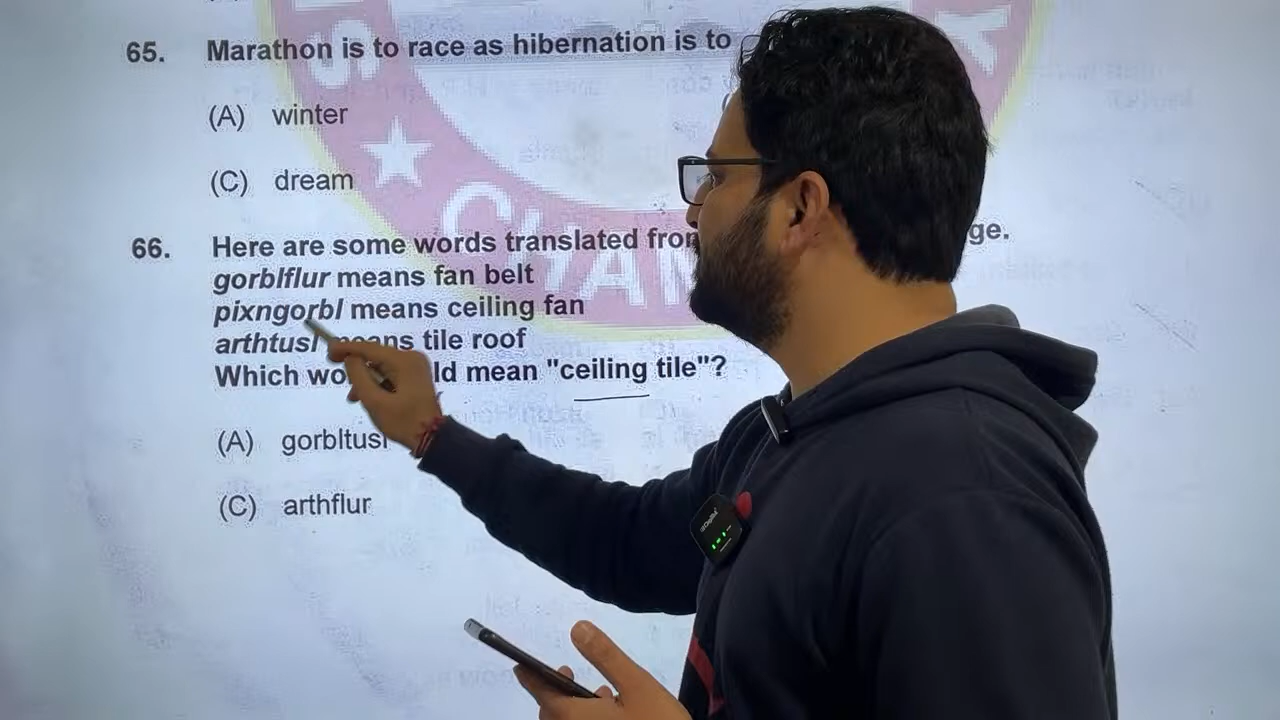 65. Marathon is to race as hibernation is to
(A) winter
(C) dream
66. Here are some words translated from ge.
gorblflur means fan belt
pixngorbl means ceiling fan
arthtusl means tile roof
Which wo ld mean "ceiling tile"?
(A) gorbltusl
(C) arthflur